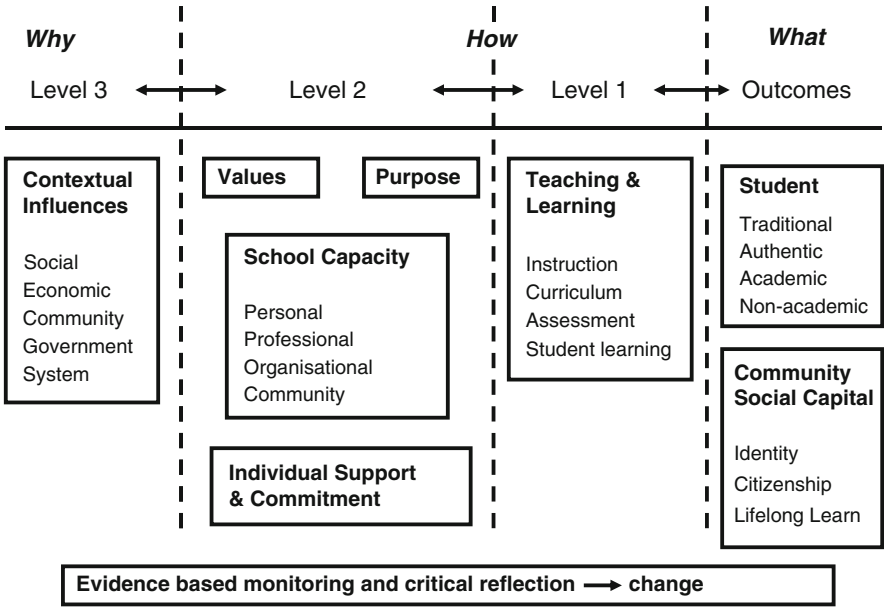 Why
How
What
Level 3
Level 2
Level 1
Outcomes
Contextual
Influences
Social
Economic
Community
Government
System
Values
Purpose
School Capacity
Personal
Professional
Organisational
Community
Individual Support
& Commitment
Teaching &
Learning
Instruction
Curriculum
Assessment
Student learning
Student
Traditional
Authentic
Academic
Non-academic
Community
Social Capital
Identity
Citizenship
Lifelong Learn
Evidence based monitoring and critical reflection → change